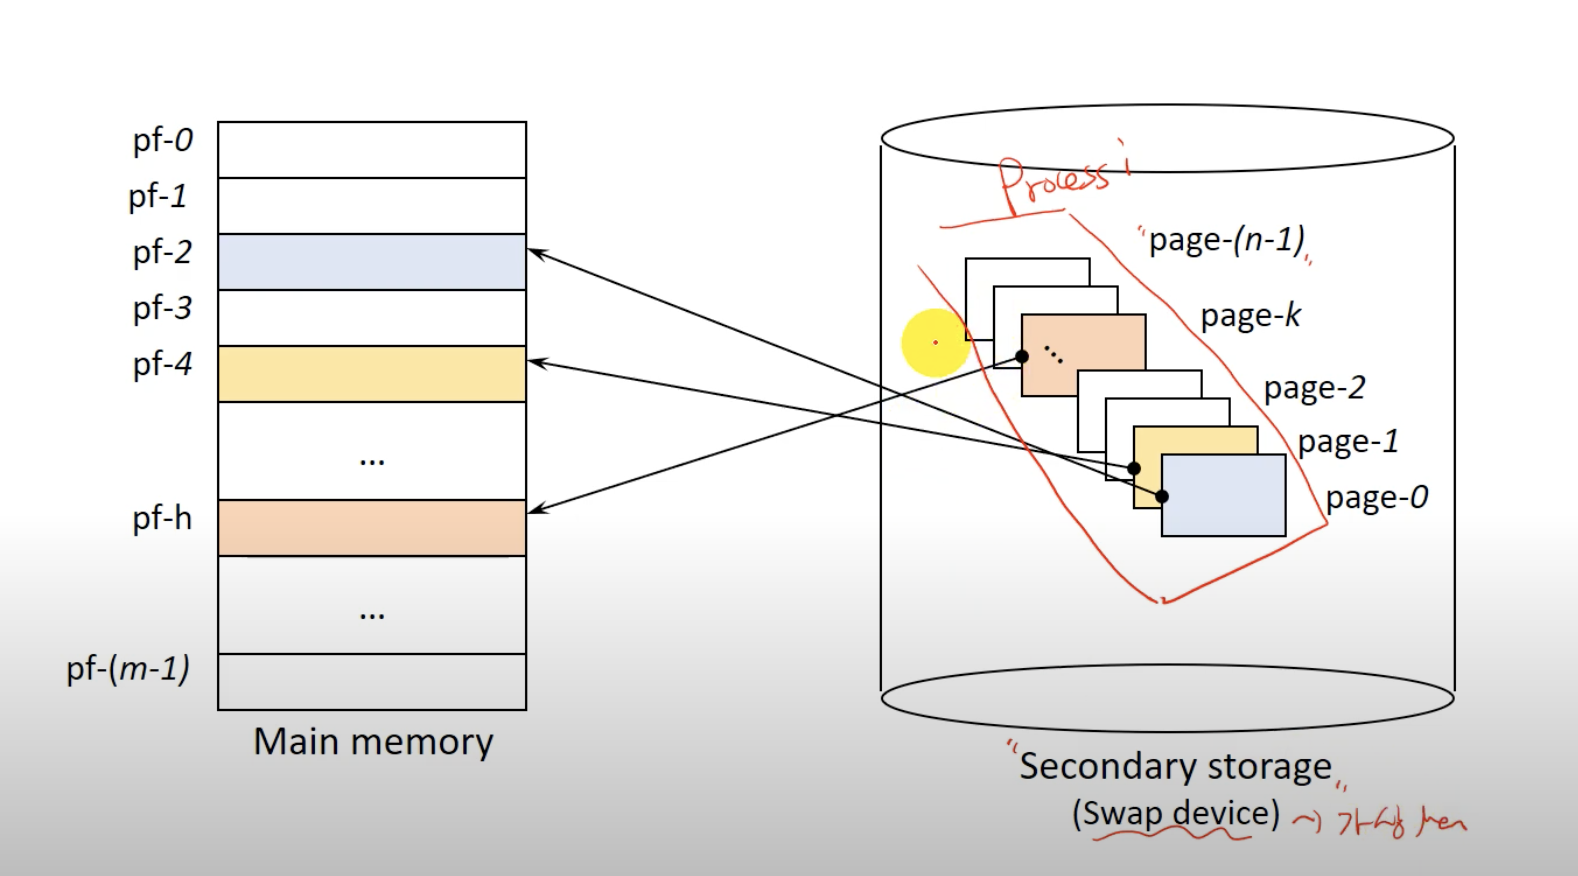 pf-0
pf-1
pf-2
pf-3
pf-4
...
pf-h
...
pf-(m-1)
Main memory
Process i
"page-(n-1)"
page-k
page-2
page-1
page-0
"Secondary storage"
(Swap device) → 가상